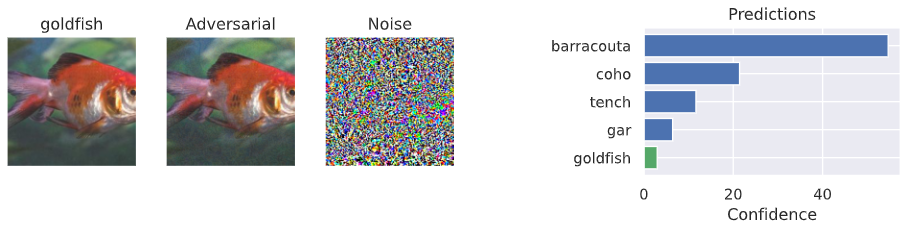 goldfish
Adversarial
Noise
Predictions
barracouta
coho
tench
gar
goldfish
0 20 40
Confidence